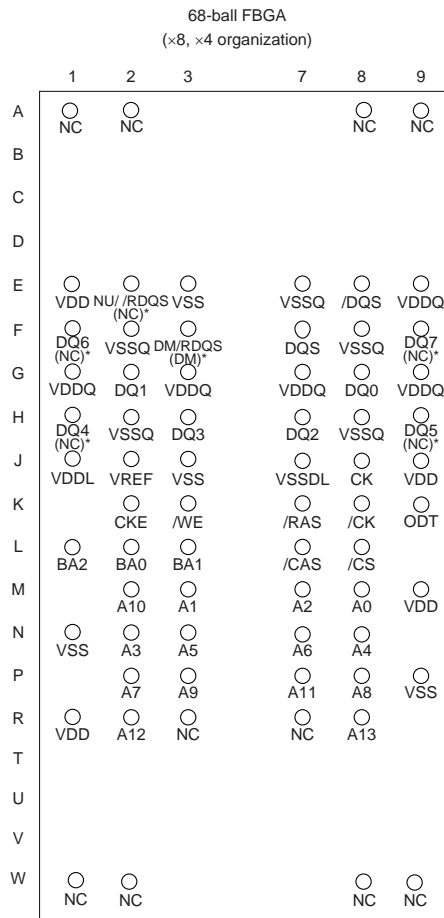 68-ball FBGA
(×8, ×4 organization)
1 2 3 7 8 9
A
NC NC NC NC
B
C
D
E
VDD NU/ /RDQS (NC)* VSS VSSQ /DQS VDDQ
F
DQ6 (NC)* VSSQ DM/RDQS (DM)* DQS VSSQ DQ7 (NC)*
G
VDDQ DQ1 VDDQ VDDQ DQ0 VDDQ
H
DQ4 (NC)* VSSQ DQ3 DQ2 VSSQ DQ5 (NC)*
J
VDDL VREF VSS VSSDL CK VDD
K
CKE /WE /RAS /CK ODT
L
BA2 BA0 BA1 /CAS /CS
M
A10 A1 A2 A0 VDD
N
VSS A3 A5 A6 A4
P
A7 A9 A11 A8 VSS
R
VDD A12 NC NC A13
T
U
V
W
NC NC NC NC